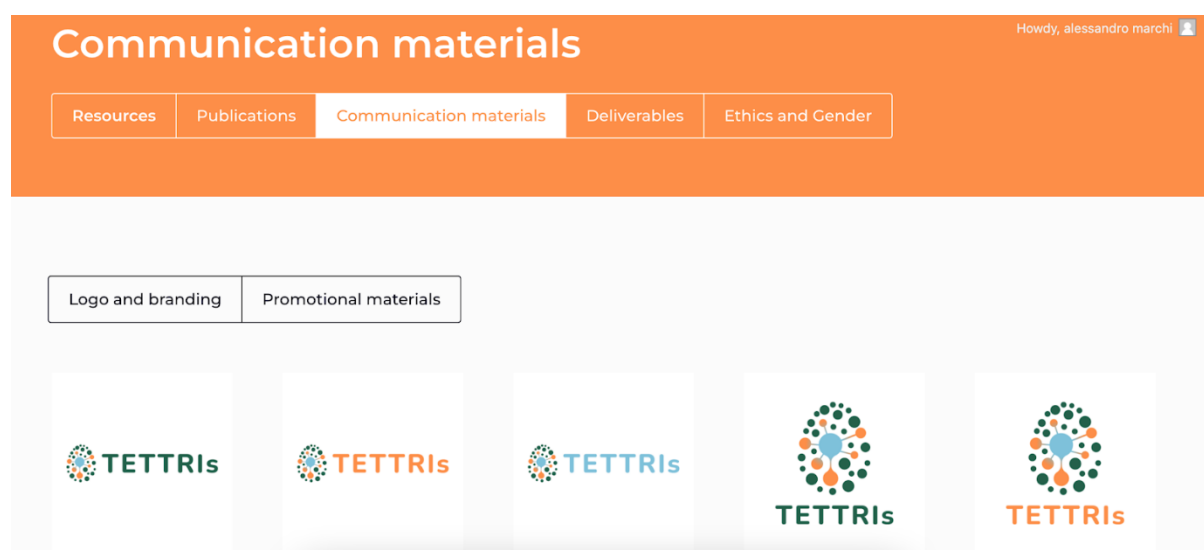 Howdy, alessandro marchi
Communication materials
Resources Publications Communication materials Deliverables Ethics and Gender
Logo and branding Promotional materials
TETTRIs TETTRIs TETTRIs TETTRIs TETTRIs